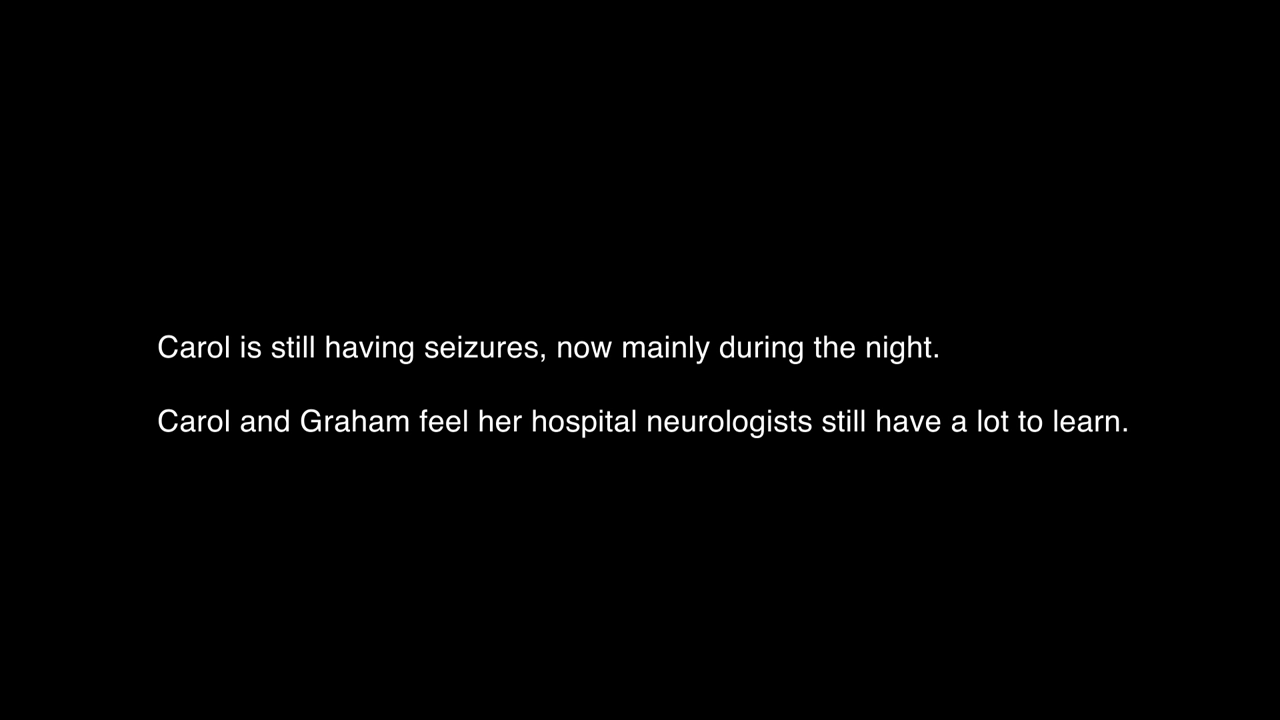 Carol is still having seizures, now mainly during the night.
Carol and Graham feel her hospital neurologists still have a lot to learn.